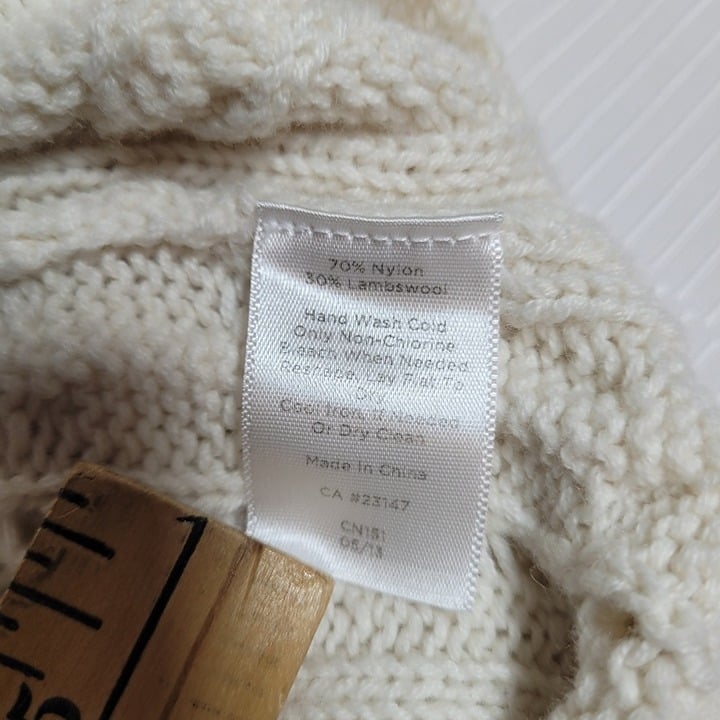 70% Nylon
30% Lambswool
Hand Wash Cold
Only Non-Chlorine
Bleach When Needed
Reshape, Lay Flat To
Dry
Cool Iron, If Needed
Or Dry Clean
Made in China
CA #23147
CN151
06/13